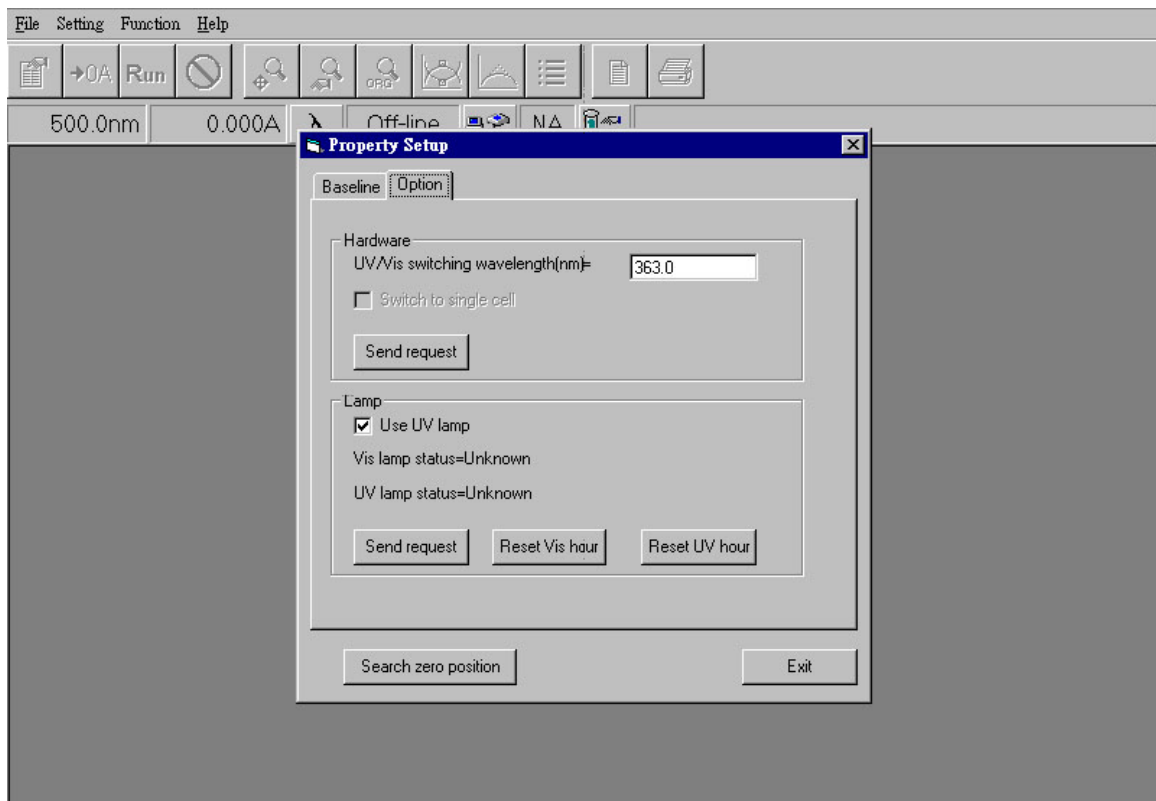 File Setting Function Help
→0A Run ORG
500.0nm 0.000A λ Off-line NA
Property Setup
Baseline Option
Hardware
UV/Vis switching wavelength(nm)= 363.0
Switch to single cell
Send request
Lamp
Use UV lamp
Vis lamp status=Unknown
UV lamp status=Unknown
Send request Reset Vis hour Reset UV hour
Search zero position Exit